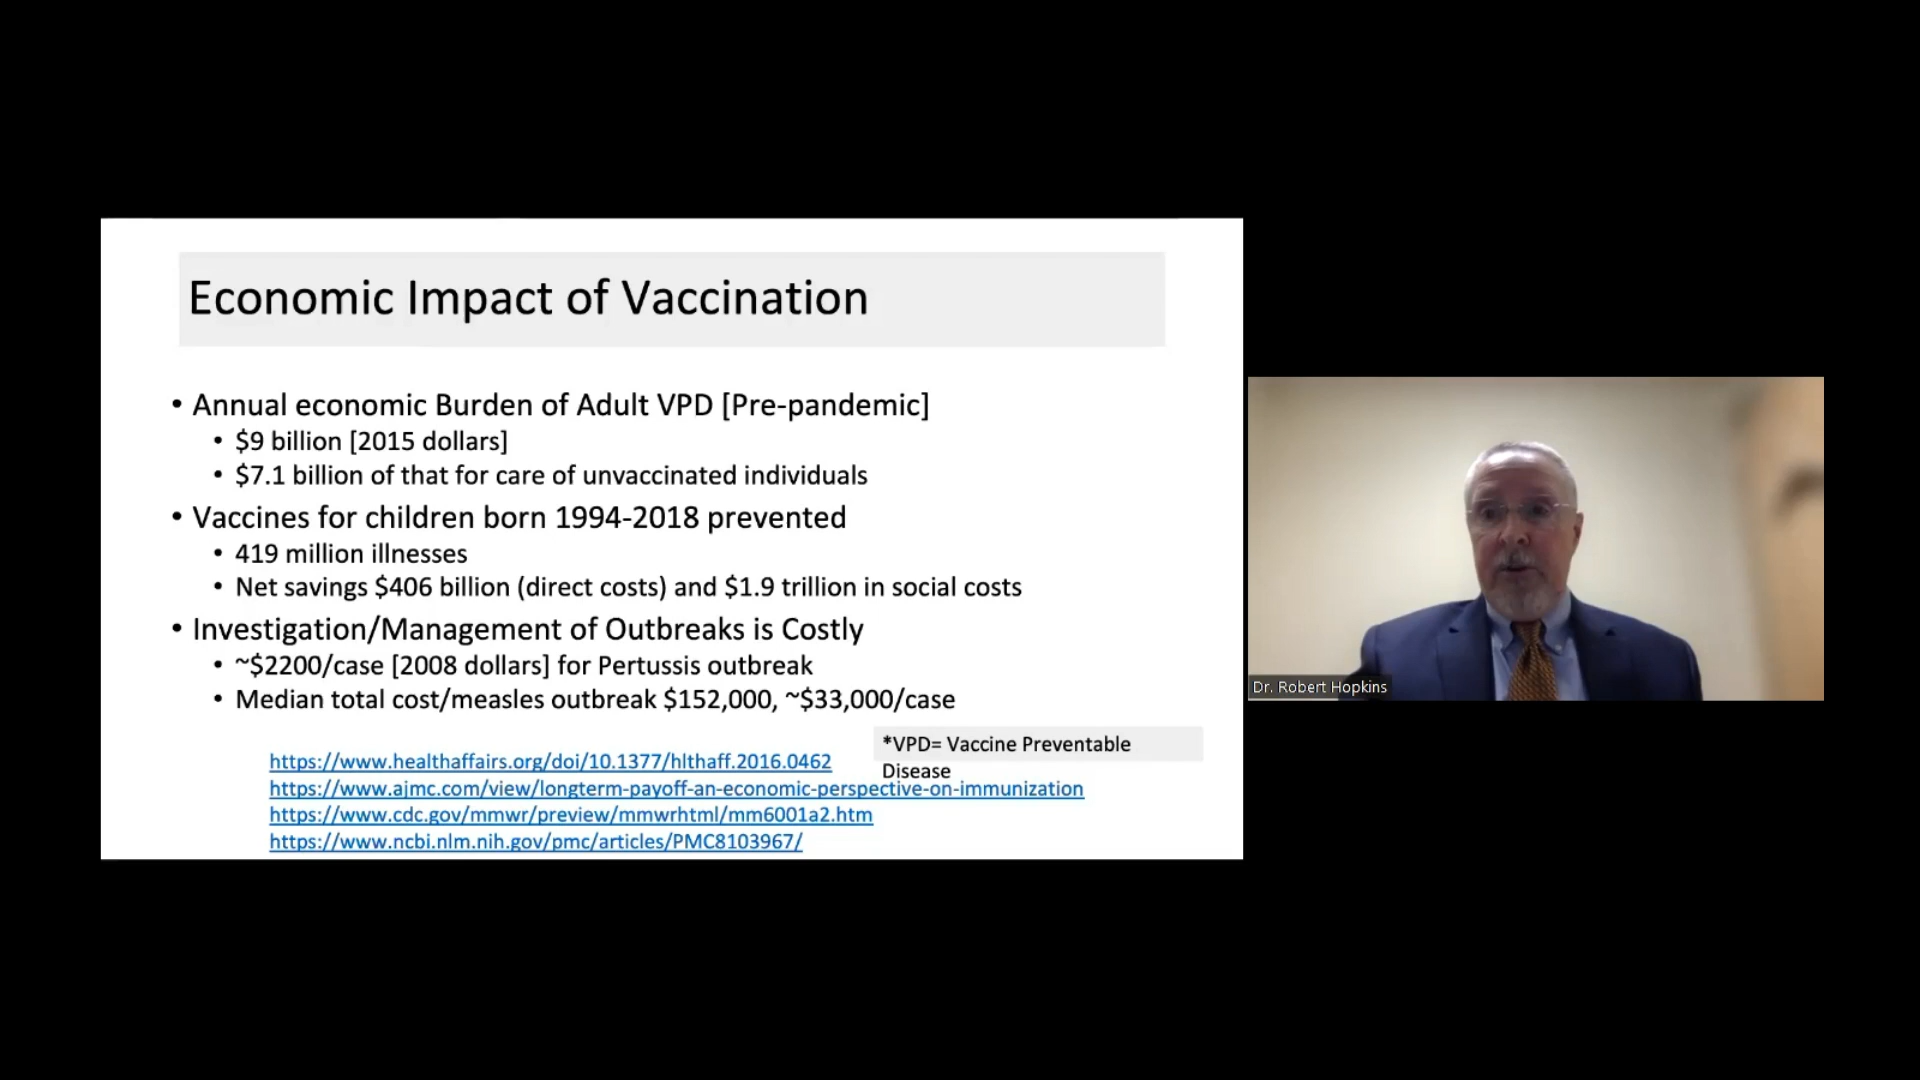 Economic Impact of Vaccination
• Annual economic Burden of Adult VPD [Pre-pandemic]
• $9 billion [2015 dollars]
• $7.1 billion of that for care of unvaccinated individuals
• Vaccines for children born 1994-2018 prevented
• 419 million illnesses
• Net savings $406 billion (direct costs) and $1.9 trillion in social costs
• Investigation/Management of Outbreaks is Costly
• ~$2200/case [2008 dollars] for Pertussis outbreak
• Median total cost/measles outbreak $152,000, ~$33,000/case
*VPD= Vaccine Preventable
Disease
https://www.healthaffairs.org/doi/10.1377/hlthaff.2016.0462
https://www.ajmc.com/view/longterm-payoff-an-economic-perspective-on-immunization
https://www.cdc.gov/mmwr/preview/mmwrhtml/mm6001a2.htm
https://www.ncbi.nlm.nih.gov/pmc/articles/PMC8103967/
Dr. Robert Hopkins